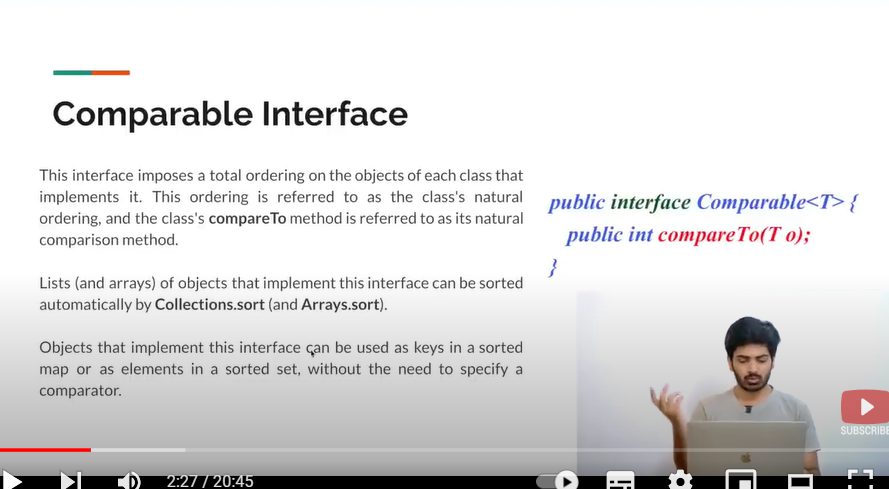 Comparable Interface
This interface imposes a total ordering on the objects of each class that
implements it. This ordering is referred to as the class's natural
ordering, and the class's compareTo method is referred to as its natural
comparison method.
Lists (and arrays) of objects that implement this interface can be sorted
automatically by Collections.sort (and Arrays.sort).
Objects that implement this interface can be used as keys in a sorted
map or as elements in a sorted set, without the need to specify a
comparator.
public interface Comparable<T> {
public int compareTo(T o);
}
SUBSCRIBE
2:27 / 20:45